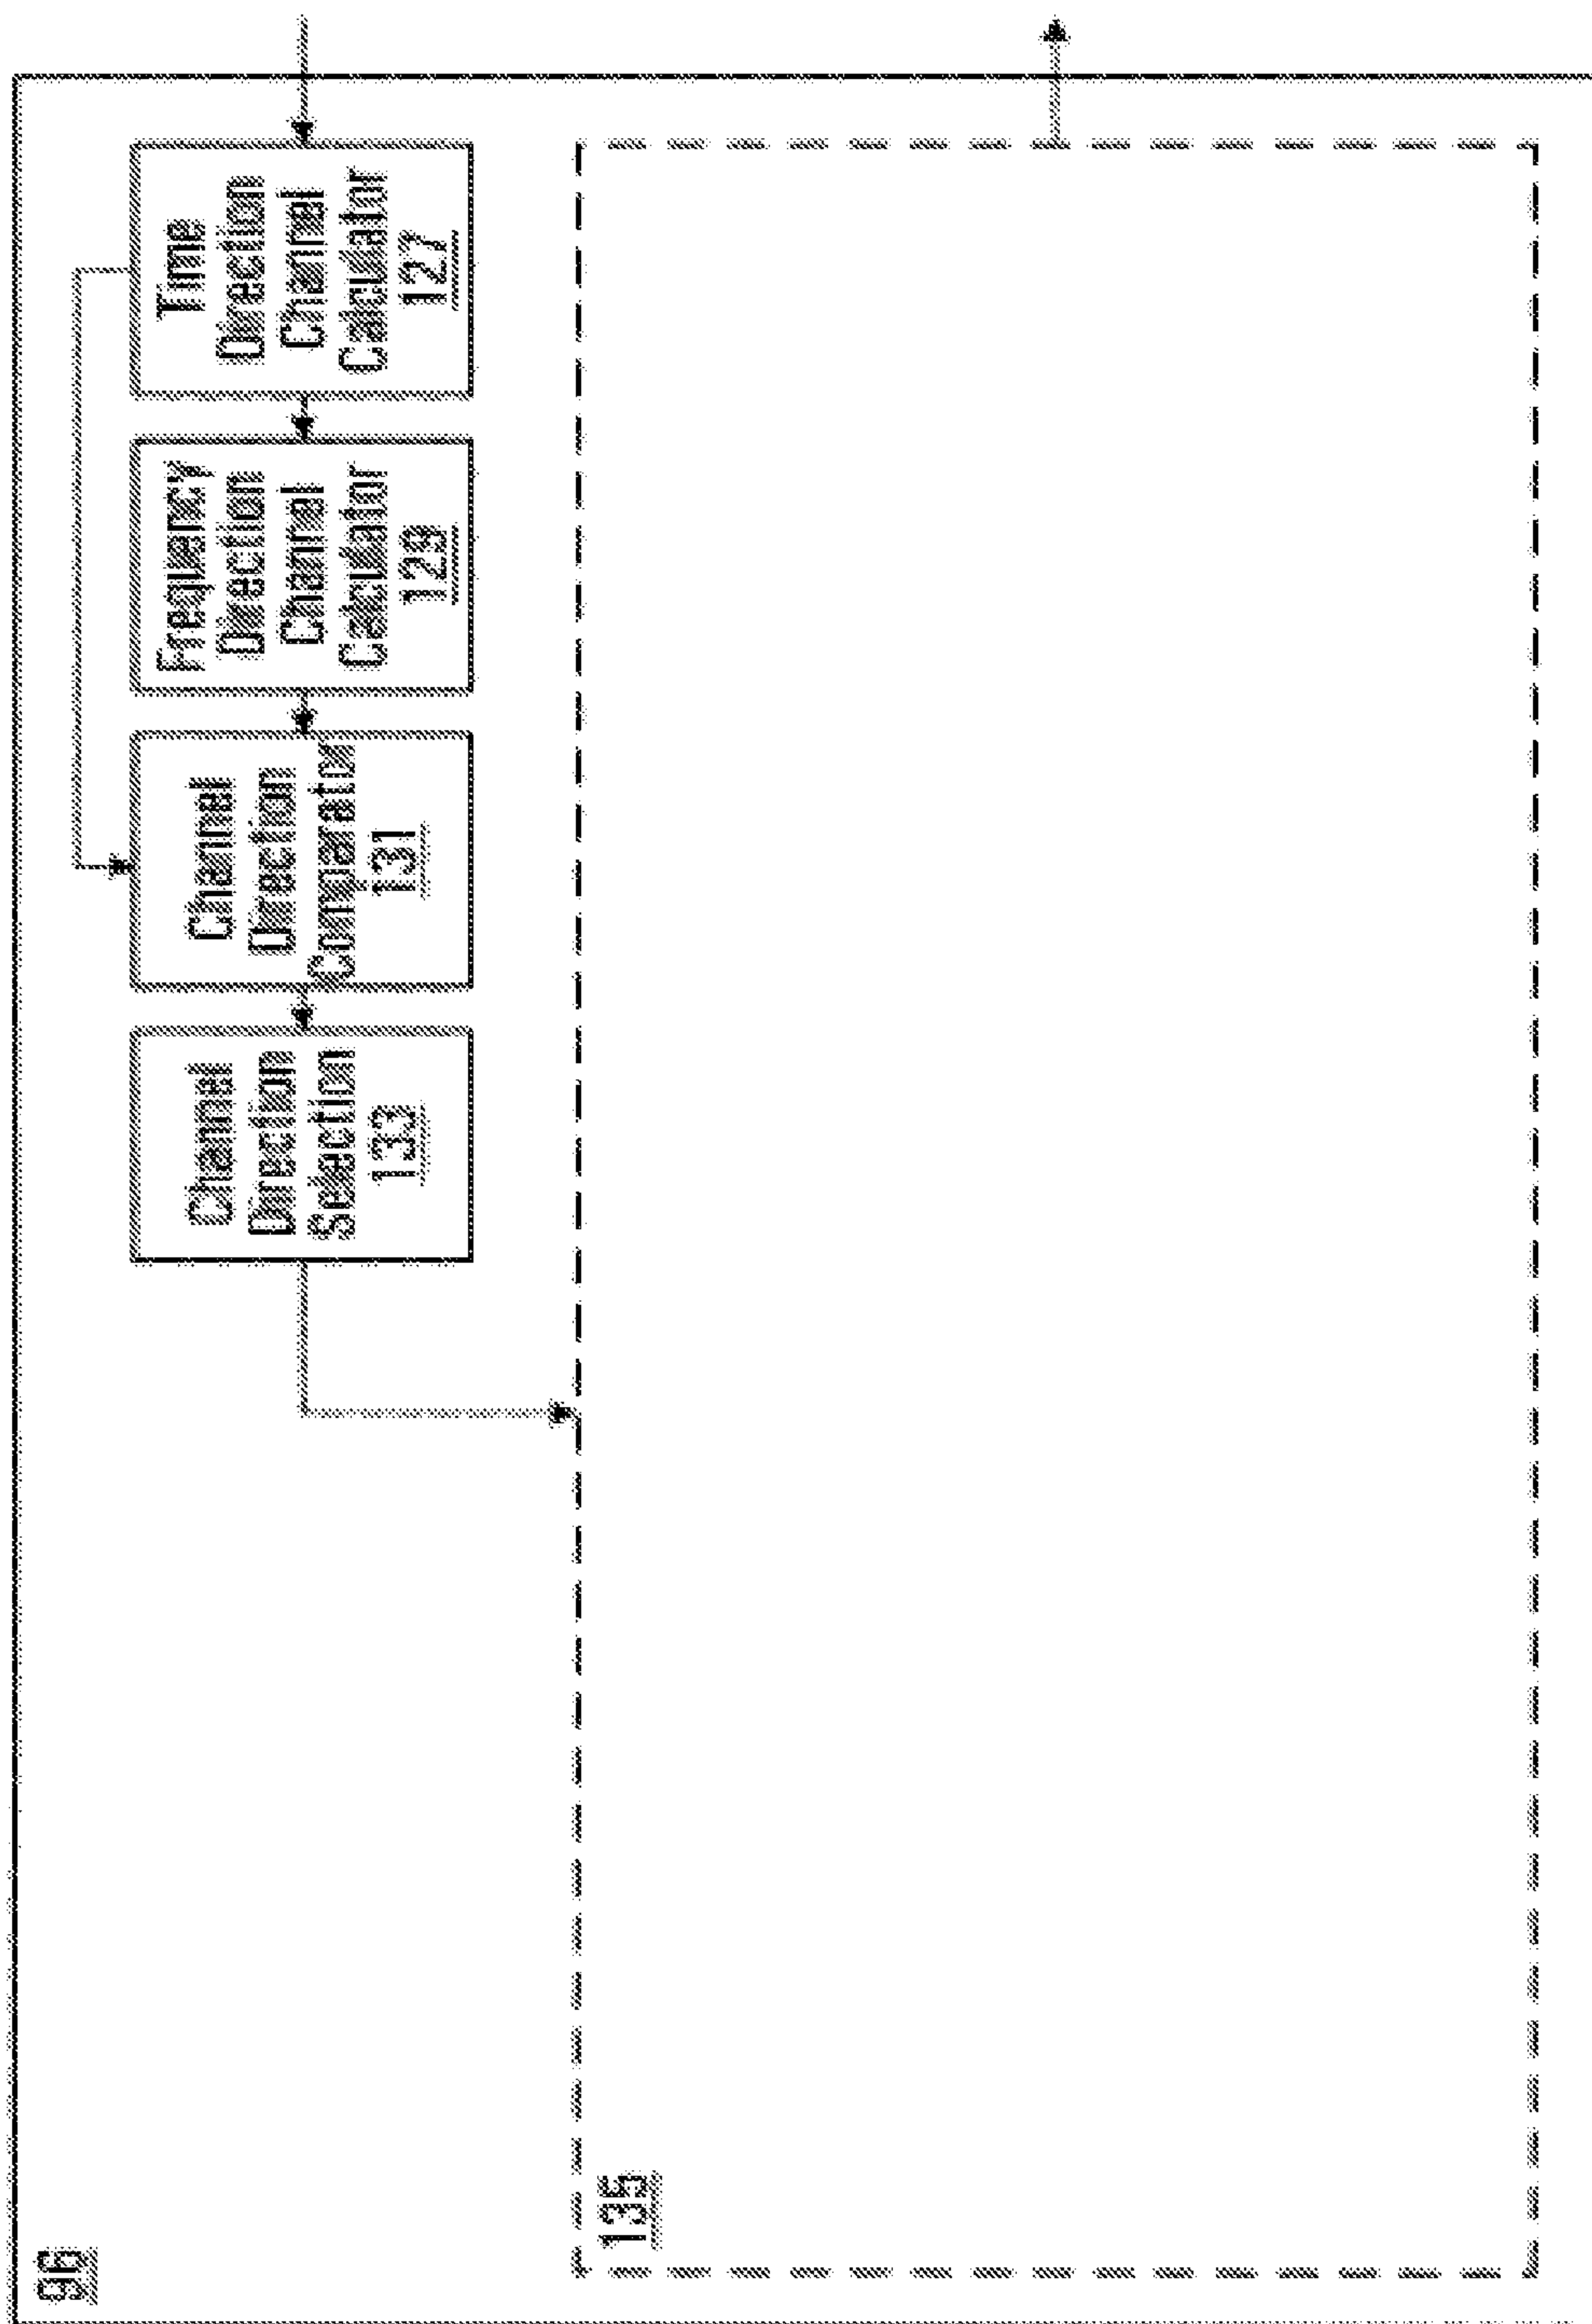 96
Time
Direction
Channel
Calculator
127
Frequency
Direction
Channel
Calculator
129
Channel
Direction
Comparator
131
Channel
Direction
Selection
133
135